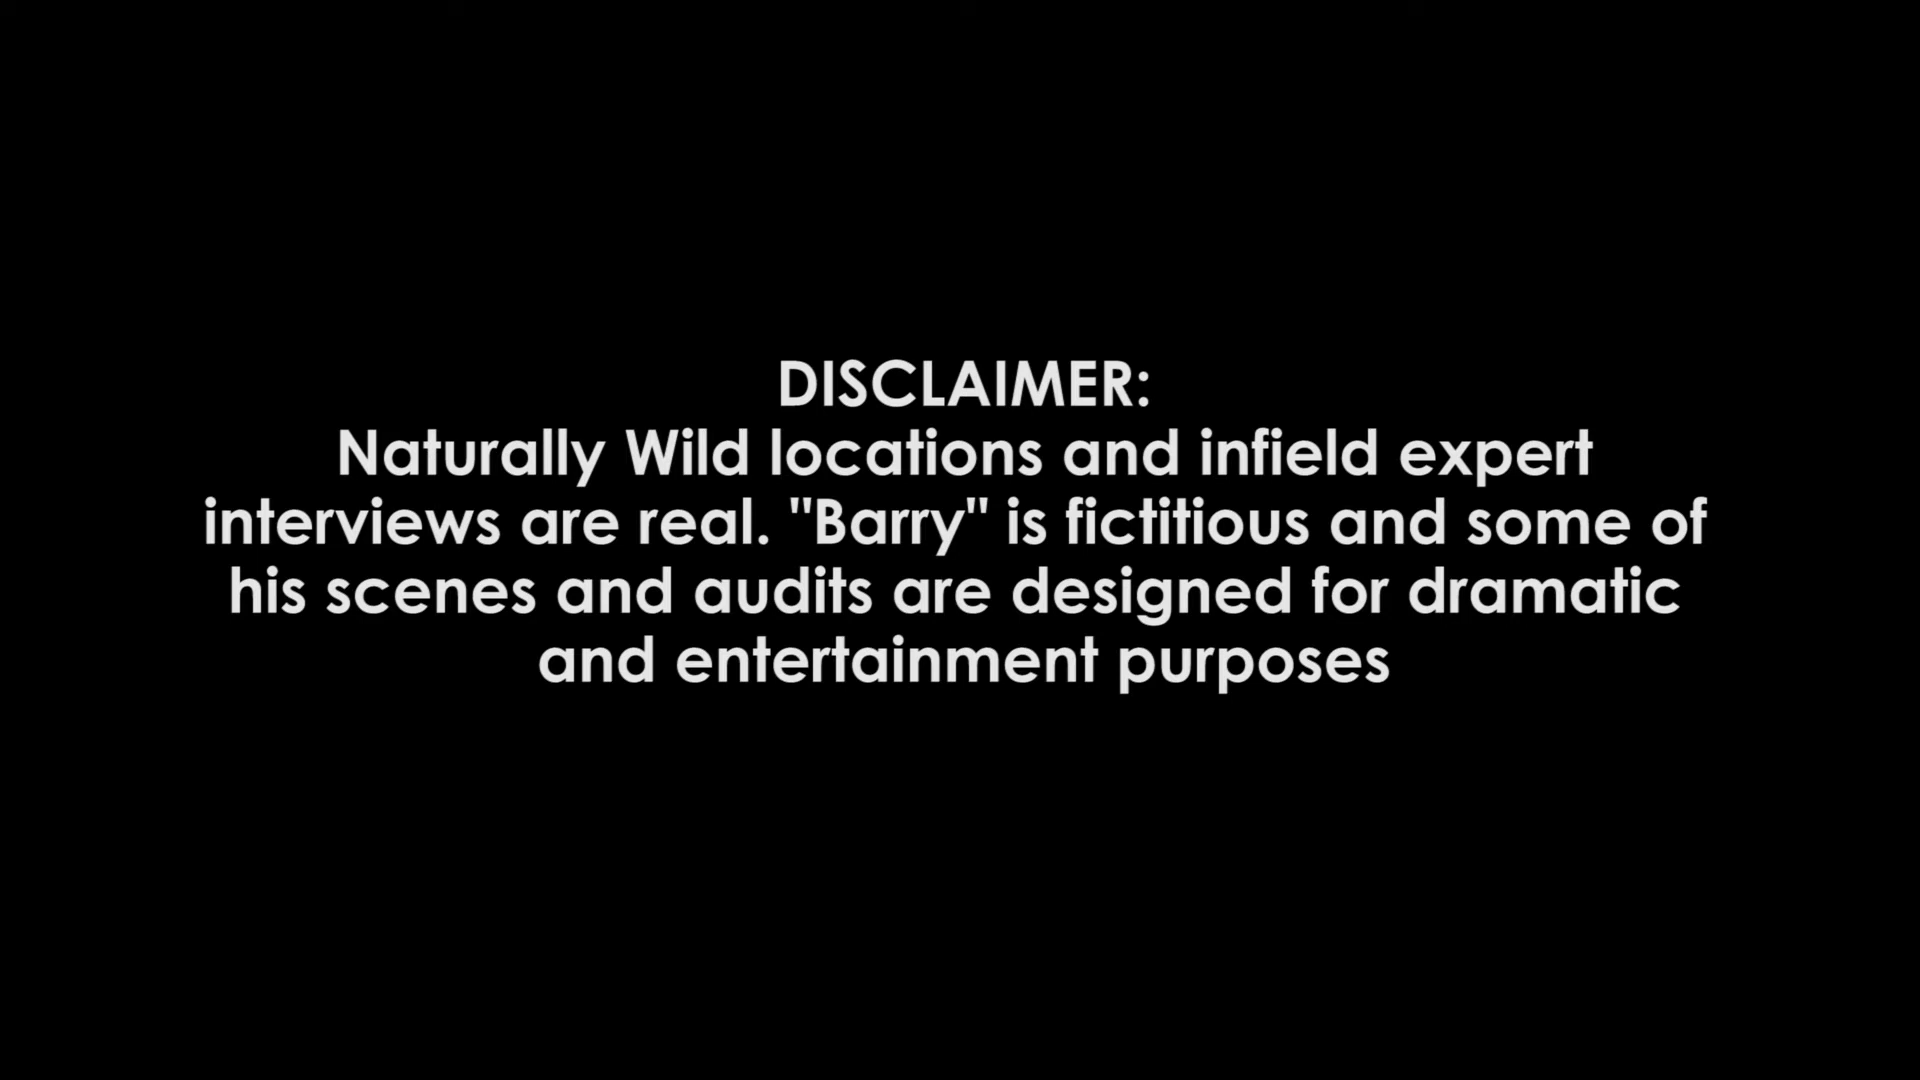 DISCLAIMER:
Naturally Wild locations and infield expert
interviews are real. "Barry" is fictitious and some of
his scenes and audits are designed for dramatic
and entertainment purposes